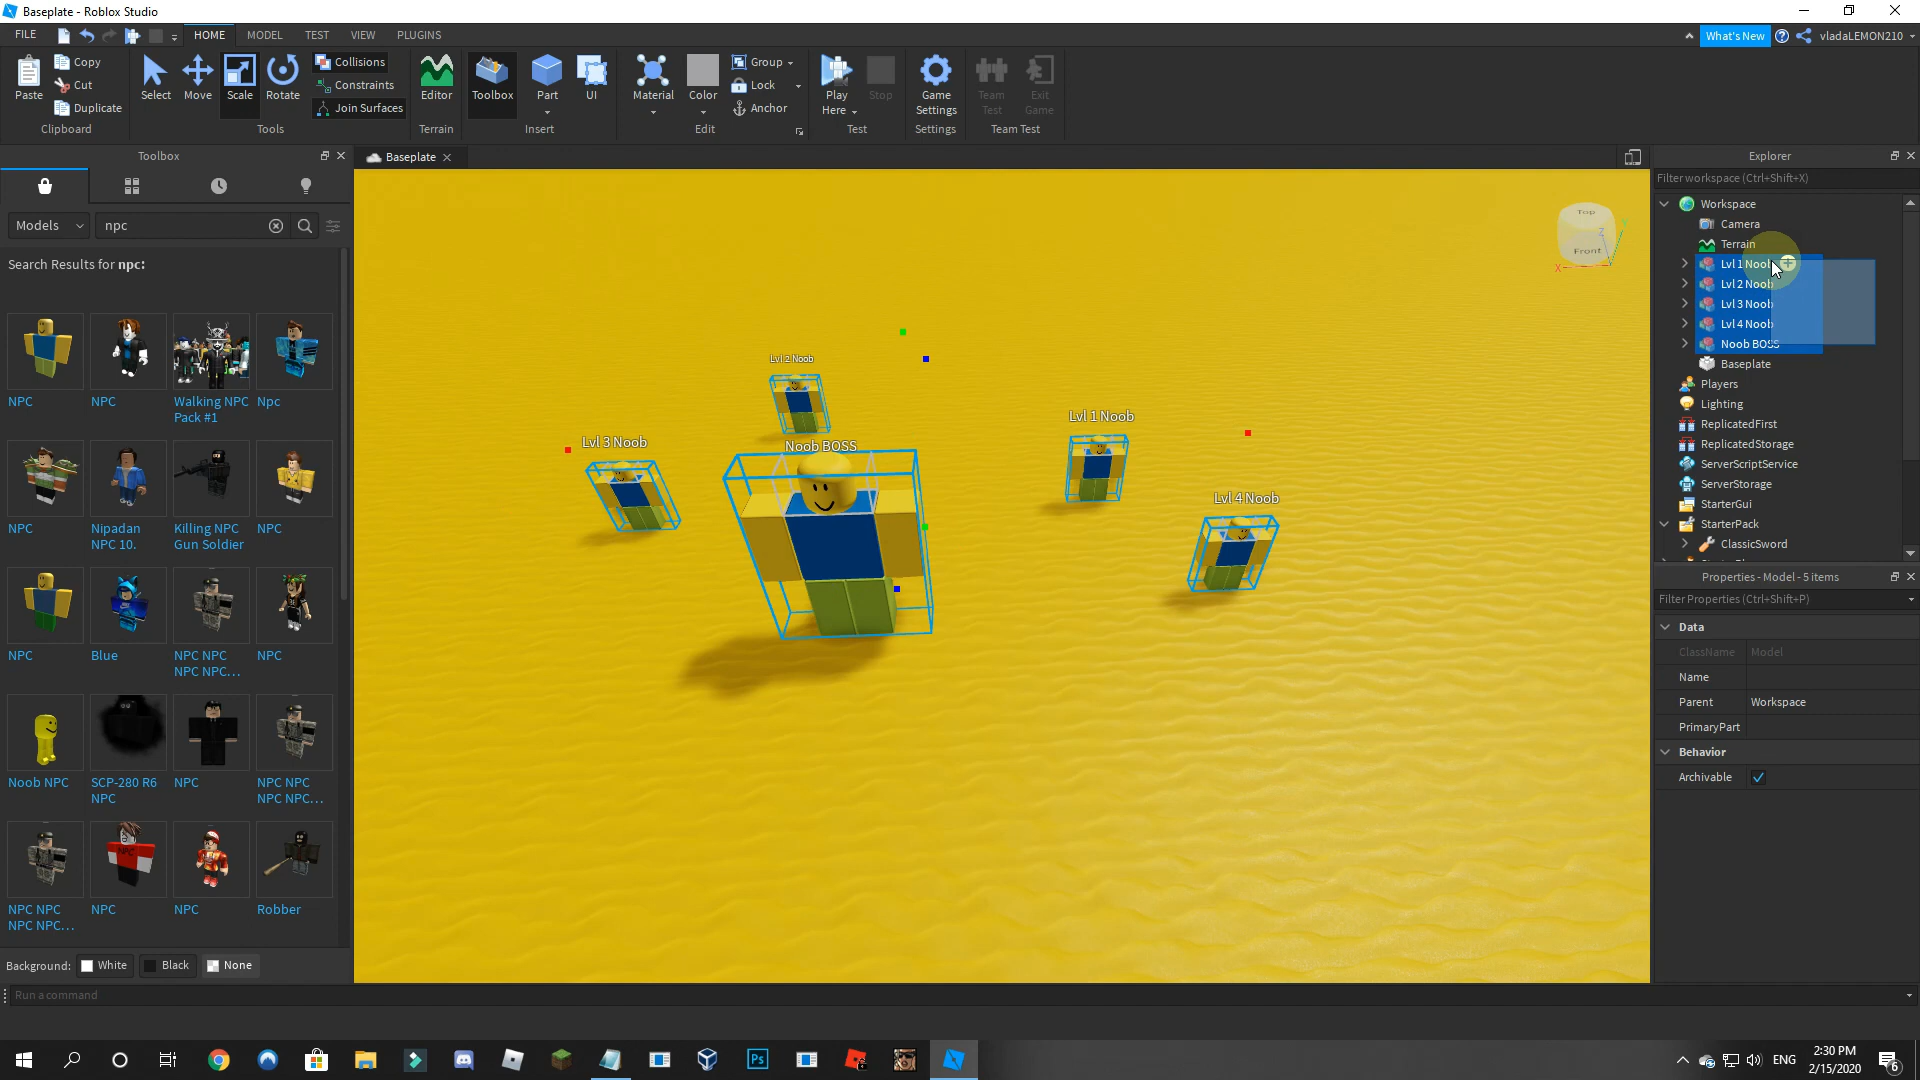 Baseplate - Roblox Studio
FILE
HOME
MODEL
TEST
VIEW
PLUGINS
What's New
vladaLEMON210
Paste
Copy
Cut
Duplicate
Clipboard
Select
Move
Scale
Rotate
Collisions
Constraints
Join Surfaces
Tools
Editor
Terrain
Toolbox
Part
UI
Insert
Material
Color
Group
Lock
Anchor
Edit
Play
Here
Stop
Test
Game
Settings
Settings
Team
Test
Exit
Game
Team Test
Toolbox
Models
npc
Search Results for npc:
NPC
NPC
Walking NPC
Pack #1
Npc
NPC
Nipadan
NPC 10.
Killing NPC
Gun Soldier
NPC
NPC
Blue
NPC NPC
NPC NPC...
NPC
Noob NPC
SCP-280 R6
NPC
NPC
NPC NPC
NPC NPC...
NPC NPC
NPC NPC...
NPC
NPC
Robber
Background:
White
Black
None
Run a command
Baseplate
Top
Front
X
Z
Y
Lvl 2 Noob
Lvl 3 Noob
Noob BOSS
Lvl 1 Noob
Lvl 4 Noob
Explorer
Filter workspace (Ctrl+Shift+X)
Workspace
Camera
Terrain
Lvl 1 Noob
Lvl 2 Noob
Lvl 3 Noob
Lvl 4 Noob
Noob BOSS
Baseplate
Players
Lighting
ReplicatedFirst
ReplicatedStorage
ServerScriptService
ServerStorage
StarterGui
StarterPack
ClassicSword
Properties - Model - 5 items
Filter Properties (Ctrl+Shift+P)
Data
ClassName Model
Name
Parent Workspace
PrimaryPart
Behavior
Archivable
Ps
ENG
2:30 PM
2/15/2020
6